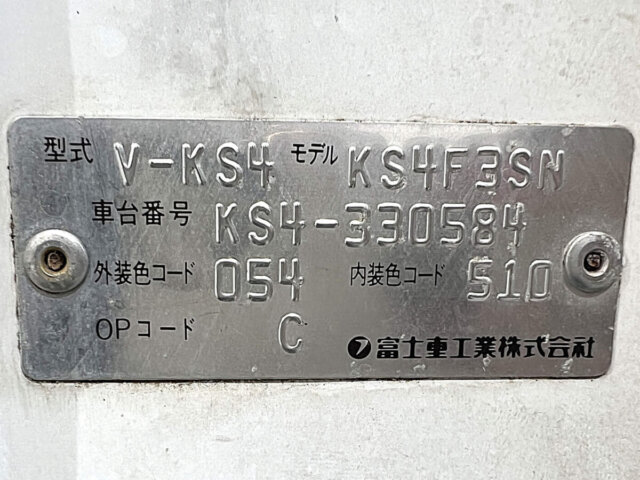 型式 V-KS4 モデル KS4F3SN
車台番号 KS4-330584
外装色コード 054 内装色コード 510
OPコード C 富士重工業株式会社